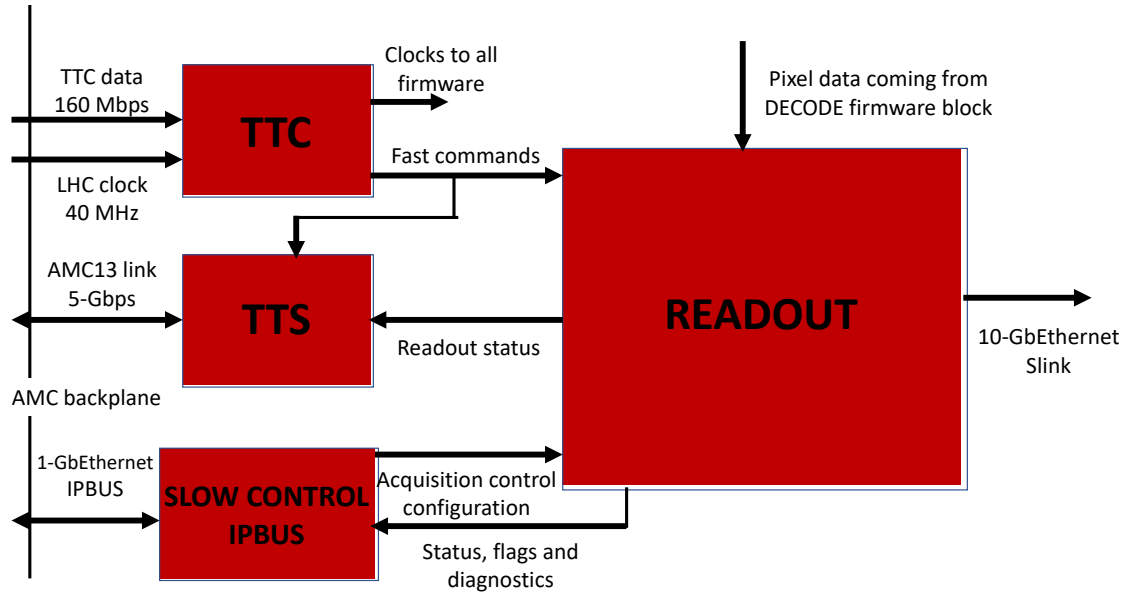 TTC data
160 Mbps
LHC clock
40 MHz
TTC
Clocks to all
firmware
Fast commands
Pixel data coming from
DECODE firmware block
AMC13 link
5-Gbps
TTS
Readout status
READOUT
10-GbEthernet
Slink
AMC backplane
1-GbEthernet
IPBUS
SLOW CONTROL
IPBUS
Acquisition control
configuration
Status, flags and
diagnostics